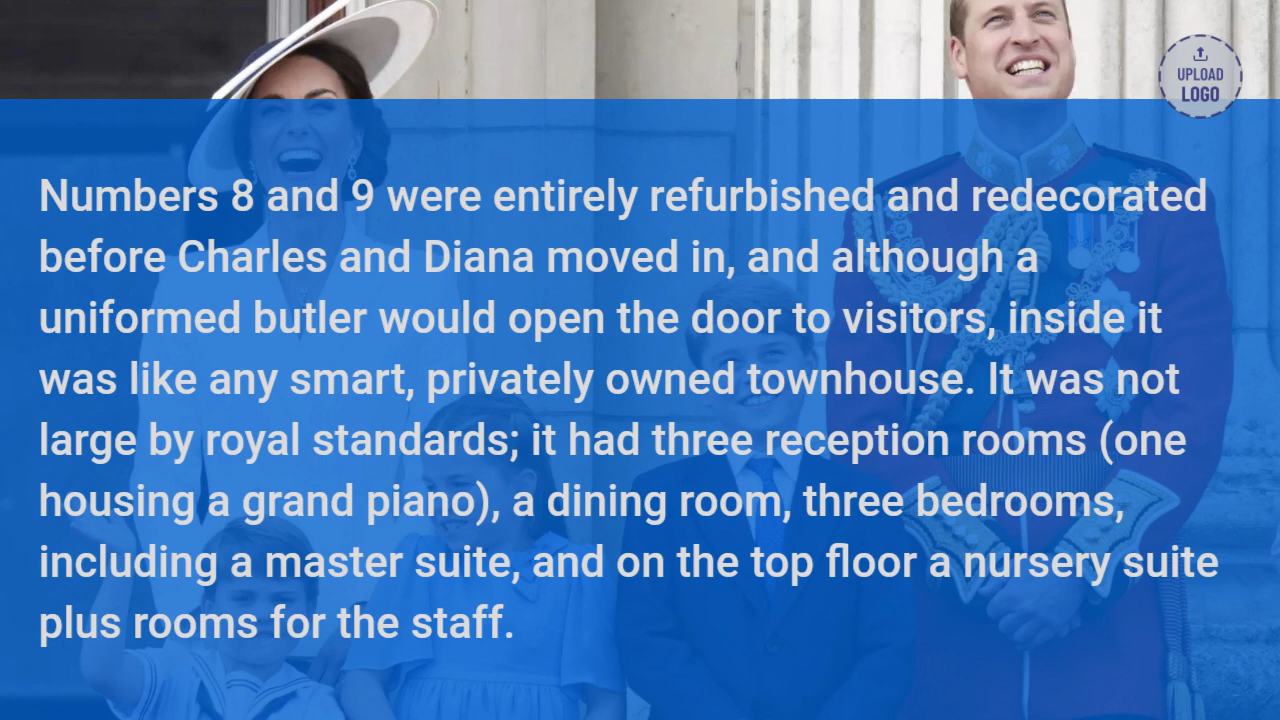 UPLOAD
LOGO
Numbers 8 and 9 were entirely refurbished and redecorated
before Charles and Diana moved in, and although a
uniformed butler would open the door to visitors, inside it
was like any smart, privately owned townhouse. It was not
large by royal standards; it had three reception rooms (one
housing a grand piano), a dining room, three bedrooms,
including a master suite, and on the top floor a nursery suite
plus rooms for the staff.